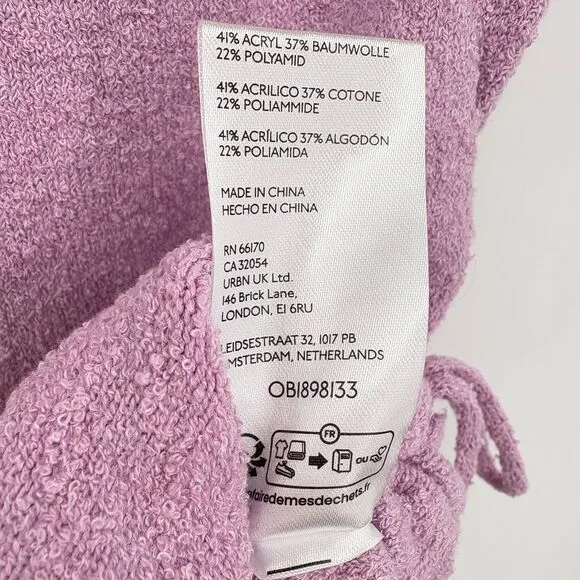 41% ACRYL 37% BAUMWOLLE
22% POLYAMID
41% ACRILICO 37% COTONE
22% POLIAMMIDE
41% ACRÍLICO 37% ALGODÓN
22% POLIAMIDA
MADE IN CHINA
HECHO EN CHINA
RN 66170
CA 32054
URBN UK Ltd.
146 Brick Lane,
LONDON, E1 6RU
LEIDSESTRAAT 32, 1017 PB
AMSTERDAM, NETHERLANDS
OB1898133
FR
OU
fairedemesdechets.fr